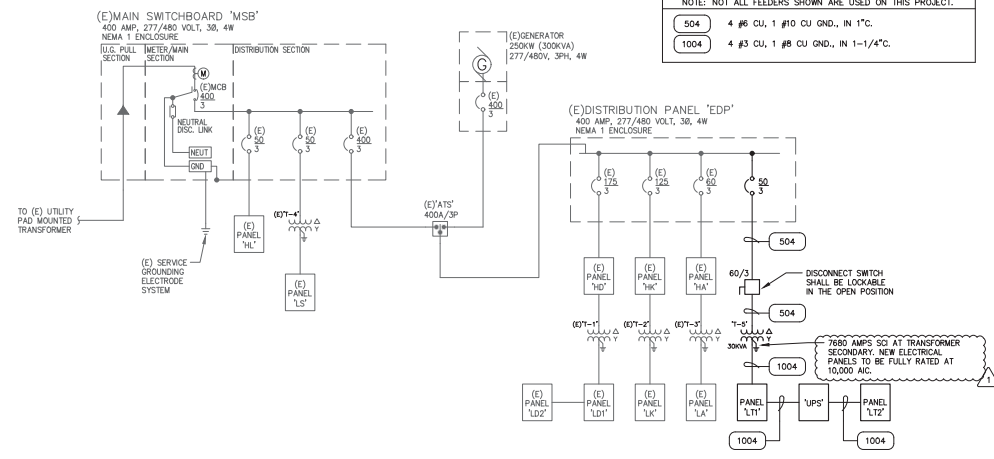 NOTE: NOT ALL FEEDERS SHOWN ARE USED ON THIS PROJECT.
504 4 #6 CU, 1 #10 CU GND., IN 1"C.
1004 4 #3 CU, 1 #8 CU GND., IN 1-1/4"C.
(E)MAIN SWITCHBOARD 'MSB'
400 AMP, 277/480 VOLT, 3Ø, 4W
NEMA 1 ENCLOSURE
U.G. PULL
SECTION
METER/MAIN
SECTION
DISTRIBUTION SECTION
M
(E)MCB
400
3
NEUTRAL
DISC. LINK
NEUT
GND
(E)
50
3
(E)
50
3
(E)
400
3
TO (E) UTILITY
PAD MOUNTED
TRANSFORMER
(E) SERVICE
GROUNDING
ELECTRODE
SYSTEM
(E)
PANEL
'HL'
(E)'T-4'
Δ
Y
(E)
PANEL
'LS'
(E)GENERATOR
250KW (300KVA)
277/480V, 3PH, 4W
G
(E)
400
3
(E)'ATS'
400A/3P
(E)DISTRIBUTION PANEL 'EDP'
400 AMP, 277/480 VOLT, 3Ø, 4W
NEMA 1 ENCLOSURE
(E)
175
3
(E)
125
3
(E)
60
3
50
3
504
60/3
DISCONNECT SWITCH
SHALL BE LOCKABLE
IN THE OPEN POSITION
504
(E)
PANEL
'HD'
(E)
PANEL
'HK'
(E)
PANEL
'HA'
(E)'T-1'
Δ
Y
(E)'T-2'
Δ
Y
(E)'T-3'
Δ
Y
'T-5'
Δ
Y
30KVA
7680 AMPS SCI AT TRANSFORMER
SECONDARY. NEW ELECTRICAL
PANELS TO BE FULLY RATED AT
10,000 AIC.
1
1004
(E)
PANEL
'LD2'
(E)
PANEL
'LD1'
(E)
PANEL
'LK'
(E)
PANEL
'LA'
PANEL
'LT1'
'UPS'
PANEL
'LT2'
1004
1004